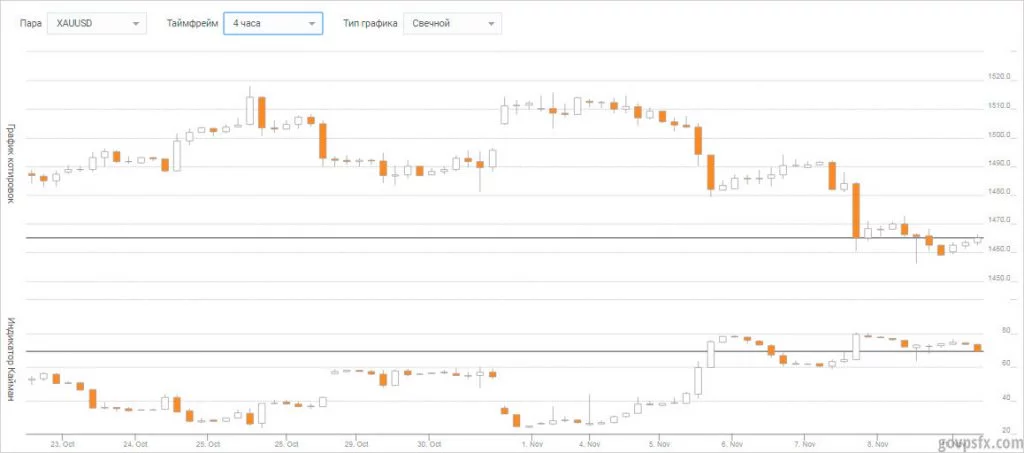 Пара XAUUSD Таймфрейм 4 часа Тип графика Свечной
График котировок
1520.0
1510.0
1500.0
1490.0
1480.0
1470.0
1460.0
1450.0
Индикатор Кайман
80
60
40
20
23. Oct 24. Oct 25. Oct 28. Oct 29. Oct 30. Oct 1. Nov 4. Nov 5. Nov 6. Nov 7. Nov 8. Nov
govpsfx.com